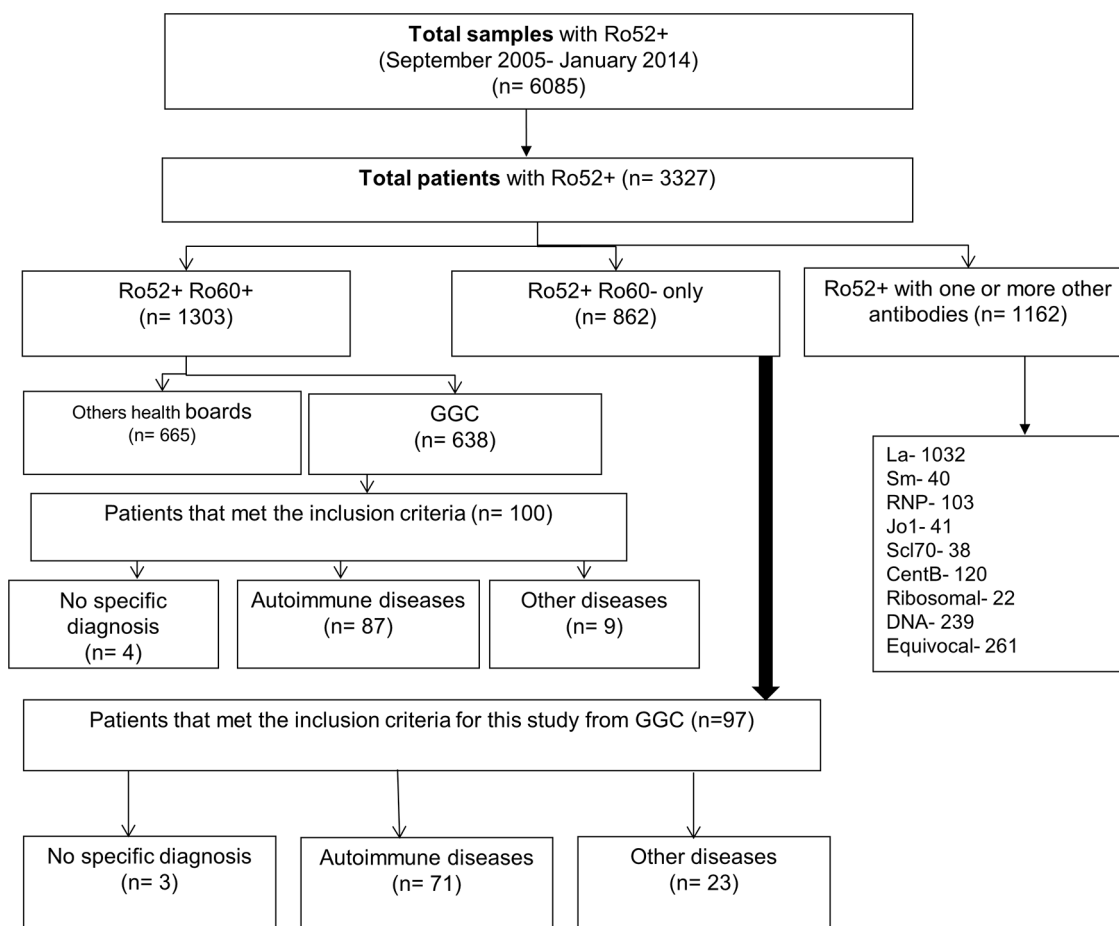 Total samples with Ro52+
(September 2005- January 2014)
(n= 6085)
Total patients with Ro52+ (n= 3327)
Ro52+ Ro60+
(n= 1303)
Ro52+ Ro60- only
(n= 862)
Ro52+ with one or more other
antibodies (n= 1162)
Others health boards
(n= 665)
GGC
(n= 638)
La- 1032
Sm- 40
RNP- 103
Jo1- 41
Scl70- 38
CentB- 120
Ribosomal- 22
DNA- 239
Equivocal- 261
Patients that met the inclusion criteria (n= 100)
No specific
diagnosis
(n= 4)
Autoimmune diseases
(n= 87)
Other diseases
(n= 9)
Patients that met the inclusion criteria for this study from GGC (n=97)
No specific diagnosis
(n= 3)
Autoimmune diseases
(n= 71)
Other diseases
(n= 23)